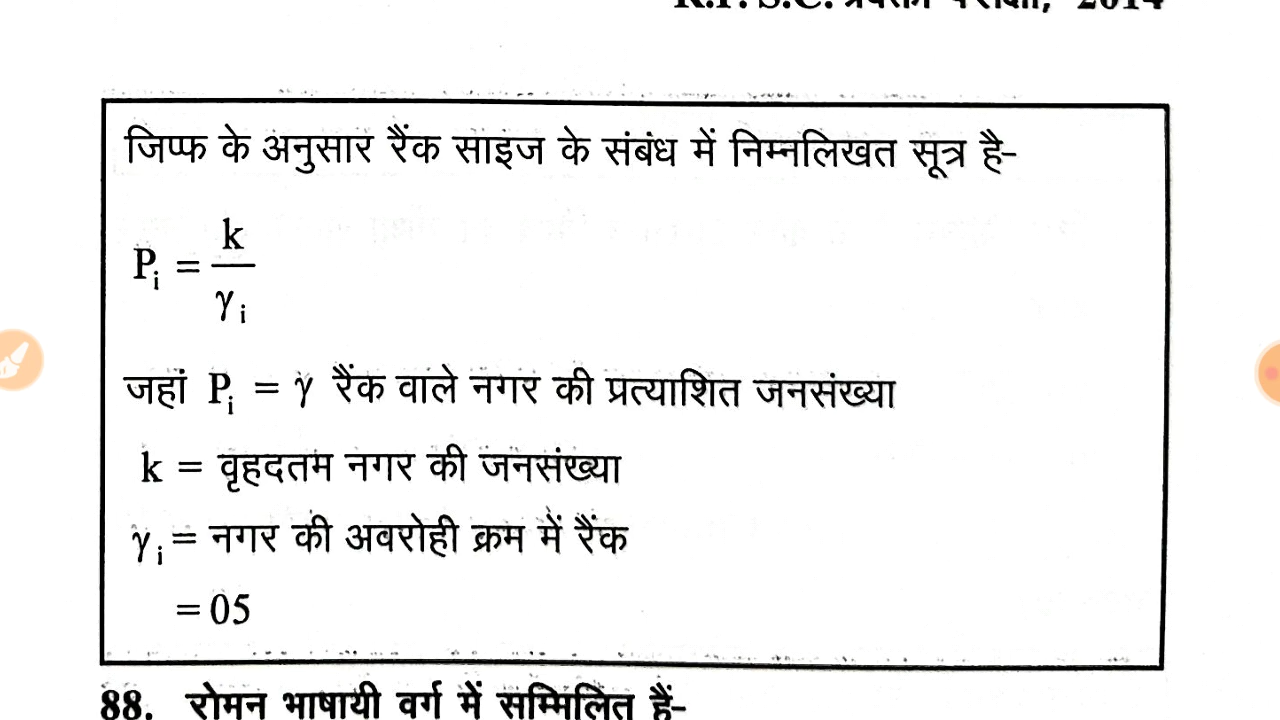 2014
जिप्फ के अनुसार रैंक साइज के संबंध में निम्नलिखत सूत्र है-
Pi = k
γi
जहां Pi = γ रैंक वाले नगर की प्रत्याशित जनसंख्या
k = वृहदतम नगर की जनसंख्या
γi = नगर की अवरोही क्रम में रैंक
= 05
88. रोमन भाषायी वर्ग में सम्मिलित हैं-